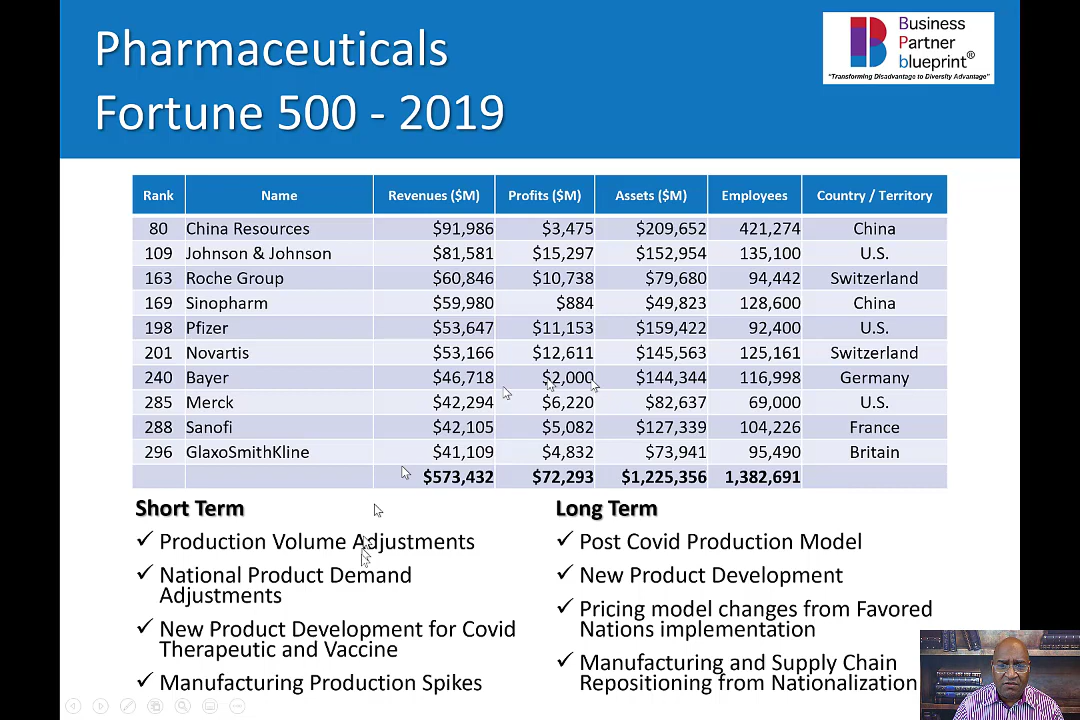 Pharmaceuticals
Fortune 500 - 2019
Business
Partner
blueprint®
"Transforming Disadvantage to Diversity Advantage"
Rank Name Revenues ($M) Profits ($M) Assets ($M) Employees Country / Territory
80 China Resources $91,986 $3,475 $209,652 421,274 China
109 Johnson & Johnson $81,581 $15,297 $152,954 135,100 U.S.
163 Roche Group $60,846 $10,738 $79,680 94,442 Switzerland
169 Sinopharm $59,980 $884 $49,823 128,600 China
198 Pfizer $53,647 $11,153 $159,422 92,400 U.S.
201 Novartis $53,166 $12,611 $145,563 125,161 Switzerland
240 Bayer $46,718 $2,000 $144,344 116,998 Germany
285 Merck $42,294 $6,220 $82,637 69,000 U.S.
288 Sanofi $42,105 $5,082 $127,339 104,226 France
296 GlaxoSmithKline $41,109 $4,832 $73,941 95,490 Britain
$573,432 $72,293 $1,225,356 1,382,691
Short Term
✓ Production Volume Adjustments
✓ National Product Demand
Adjustments
✓ New Product Development for Covid
Therapeutic and Vaccine
✓ Manufacturing Production Spikes
Long Term
✓ Post Covid Production Model
✓ New Product Development
✓ Pricing model changes from Favored
Nations implementation
✓ Manufacturing and Supply Chain
Repositioning from Nationalization